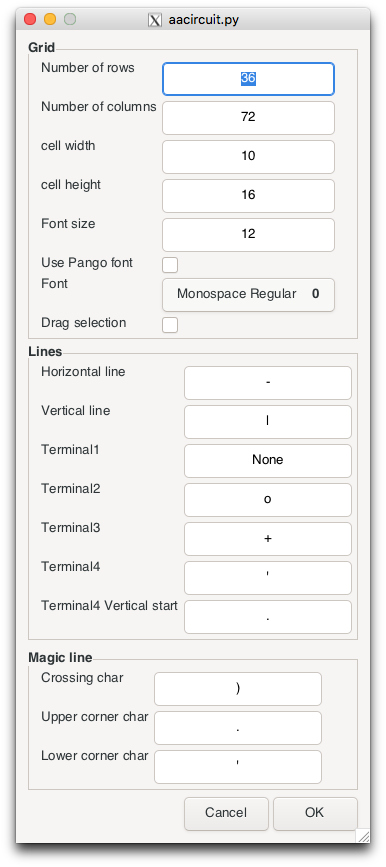 aacircuit.py
Grid
Number of rows 36
Number of columns 72
cell width 10
cell height 16
Font size 12
Use Pango font
Font Monospace Regular 0
Drag selection
Lines
Horizontal line -
Vertical line |
Terminal1 None
Terminal2 o
Terminal3 +
Terminal4 '
Terminal4 Vertical start .
Magic line
Crossing char )
Upper corner char .
Lower corner char '
Cancel OK